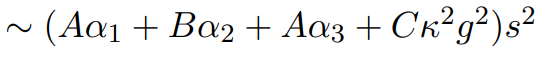 ∼ (Aα₁ + Bα₂ + Aα₃ + Cκ²g²)s²